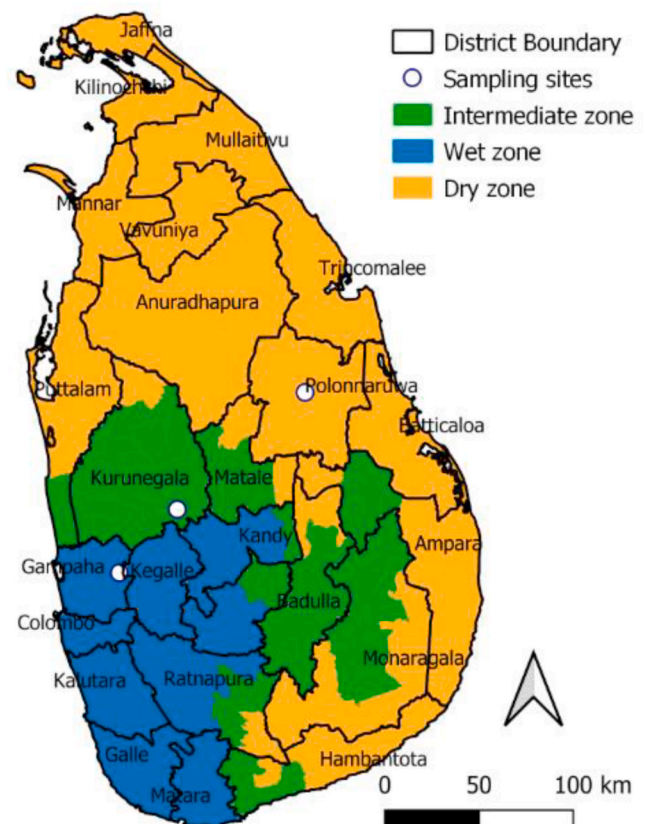 Jaffna
District Boundary
Sampling sites
Kilinochchi
Intermediate zone
Mullaitivu
Wet zone
Dry zone
Mannar
Vavuniya
Trincomalee
Anuradhapura
Puttalam
Polonnaruwa
Batticaloa
Kurunegala
Matale
Kandy
Ampara
Gampaha
Kegalle
Badulla
Colombo
Monaragala
Kalutara
Ratnapura
Galle
Hambantota
Matara
0 50 100 km